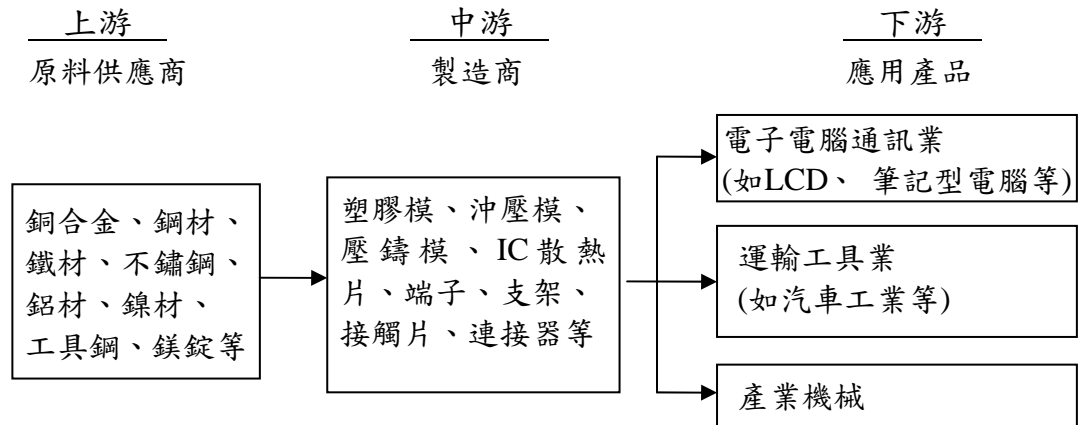 上游
原料供應商
銅合金、鋼材、
鐵材、不鏽鋼、
鋁材、鎳材、
工具鋼、鎂錠等
中游
製造商
塑膠模、沖壓模、
壓鑄模、IC散熱
片、端子、支架、
接觸片、連接器等
下游
應用產品
電子電腦通訊業
(如LCD、 筆記型電腦等)
運輸工具業
(如汽車工業等)
產業機械